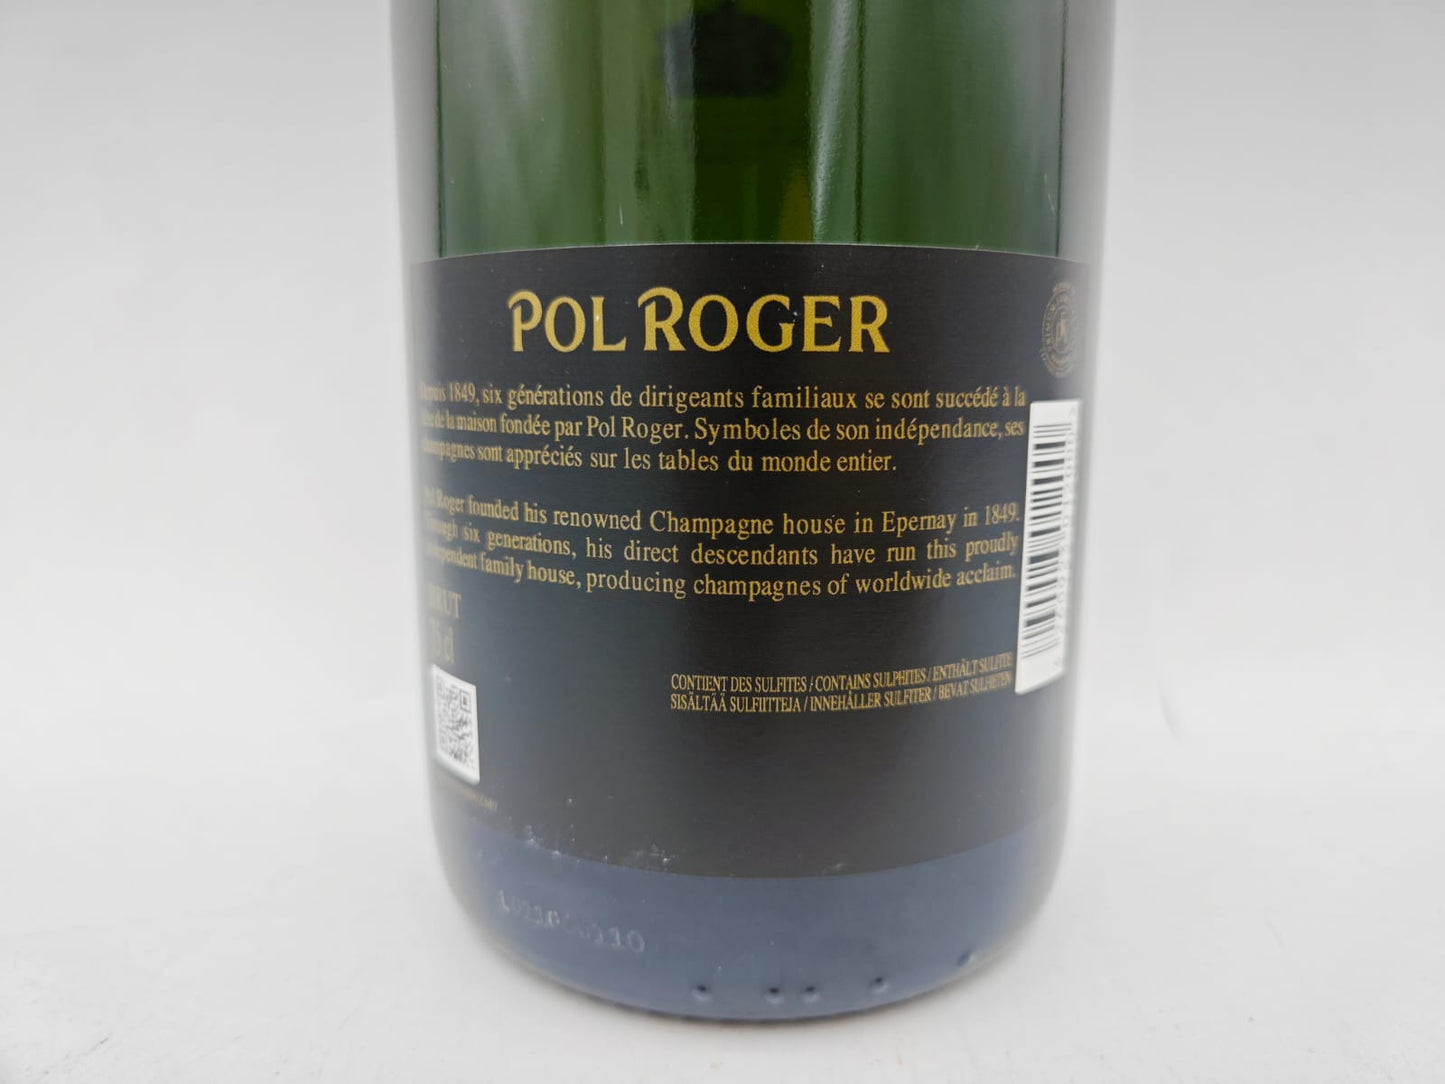 POL ROGER
Depuis 1849, six générations de dirigeants familiaux se sont succédé à la
tête de la maison fondée par Pol Roger. Symboles de son indépendance, ses
champagnes sont appréciés sur les tables du monde entier.
Pol Roger founded his renowned Champagne house in Epernay in 1849.
Through six generations, his direct descendants have run this proudly
independent family house, producing champagnes of worldwide acclaim.
BRUT
CONTIENT DES SULFITES / CONTAINS SULPHITES / ENTHÄLT SULFITE
SISÄLTÄÄ SULFIITTEJA / INNEHÅLLER SULFITER / BEVAT SULFIETEN